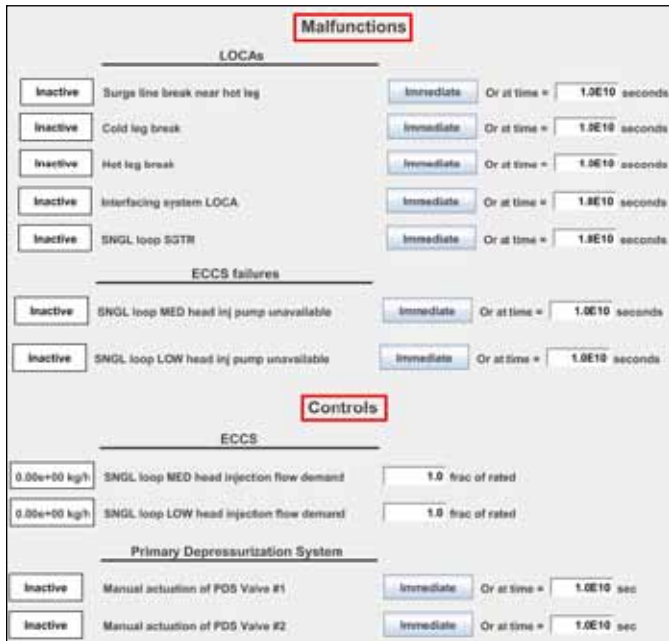 Malfunctions
LOCAs
Inactive Surge line break near hot leg Immediate Or at time = 1.0E10 seconds
Inactive Cold leg break Immediate Or at time = 1.0E10 seconds
Inactive Hot leg break Immediate Or at time = 1.0E10 seconds
Inactive Interfacing system LOCA Immediate Or at time = 1.0E10 seconds
Inactive SNGL loop SGTR Immediate Or at time = 1.0E10 seconds
ECCS failures
Inactive SNGL loop MED head inj pump unavailable Immediate Or at time = 1.0E10 seconds
Inactive SNGL loop LOW head inj pump unavailable Immediate Or at time = 1.0E10 seconds
Controls
ECCS
0.00e+00 kg/h SNGL loop MED head injection flow demand 1.0 frac of rated
0.00e+00 kg/h SNGL loop LOW head injection flow demand 1.0 frac of rated
Primary Depressurization System
Inactive Manual actuation of PDS Valve #1 Immediate Or at time = 1.0E10 sec
Inactive Manual actuation of PDS Valve #2 Immediate Or at time = 1.0E10 sec